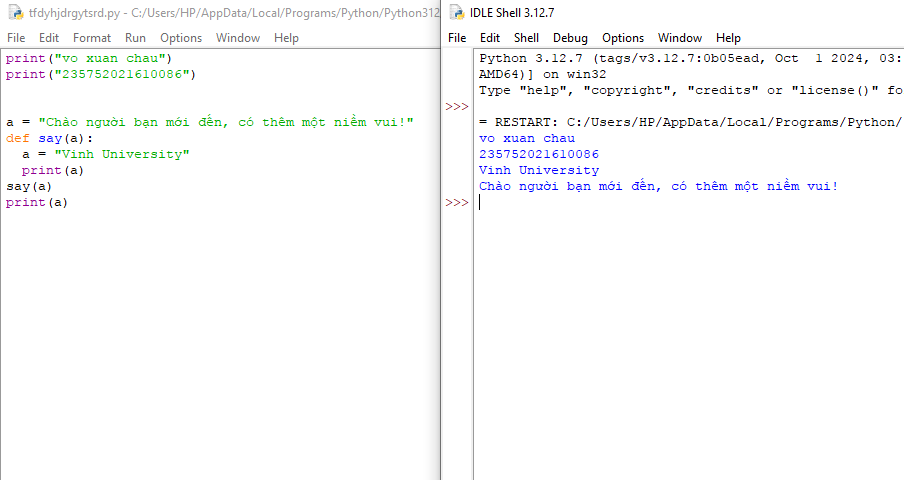 tfdyhjdrgytsrd.py - C:/Users/HP/AppData/Local/Programs/Python/Python312
File Edit Format Run Options Window Help
print("vo xuan chau")
print("235752021610086")
a = "Chào người bạn mới đến, có thêm một niềm vui!"
def say(a):
  a = "Vinh University"
  print(a)
say(a)
print(a)
IDLE Shell 3.12.7
File Edit Shell Debug Options Window Help
Python 3.12.7 (tags/v3.12.7:0b05ead, Oct  1 2024, 03:
AMD64)] on win32
Type "help", "copyright", "credits" or "license()" fo
>>>
= RESTART: C:/Users/HP/AppData/Local/Programs/Python/
vo xuan chau
235752021610086
Vinh University
Chào người bạn mới đến, có thêm một niềm vui!
>>>